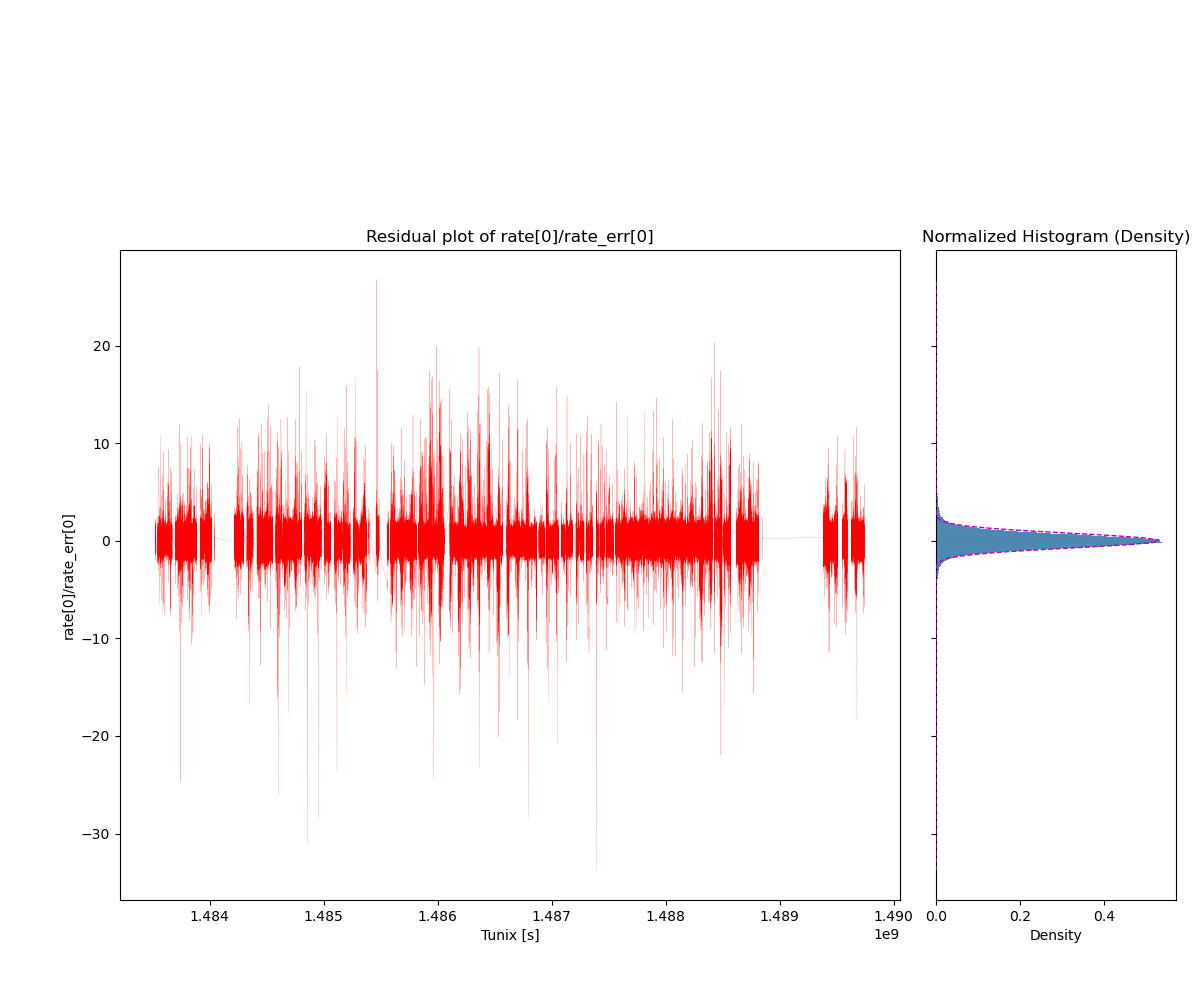 Residual plot of rate[0]/rate_err[0]
Normalized Histogram (Density)
rate[0]/rate_err[0]
20
10
0
−10
−20
−30
1.484 1.485 1.486 1.487 1.488 1.489 1.490
1e9
Tunix [s]
0.0 0.2 0.4
Density